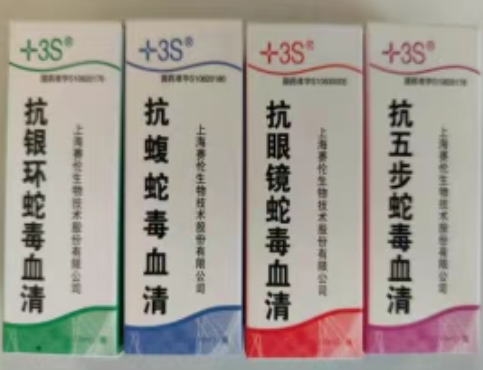 +3S®
抗银环蛇毒血清
上海赛伦生物技术股份有限公司
+3S®
抗蝮蛇毒血清
上海赛伦生物技术股份有限公司
+3S®
抗眼镜蛇毒血清
上海赛伦生物技术股份有限公司
+3S®
抗五步蛇毒血清
上海赛伦生物技术股份有限公司